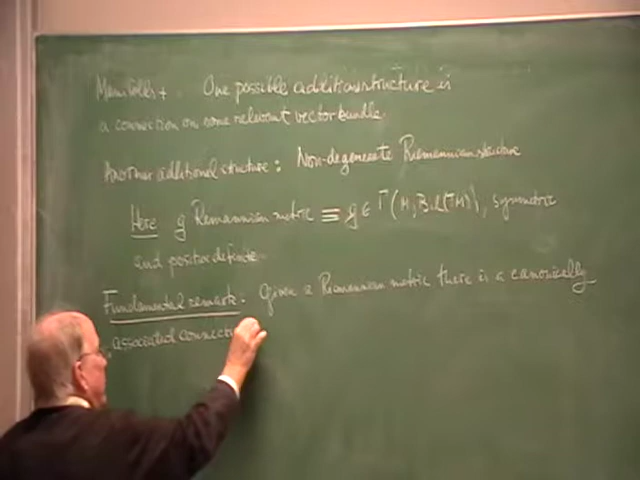 Manifolds + . One possible additional structure is
a connection on some relevant vector bundle.
Another additional structure : Non-degenerate Riemannian structure
Here g Riemannian metric ≡ g ∈ Γ(M, Bil(TM)), symmetric
and positive definite.
Fundamental remark : Given a Riemannian metric there is a canonically
associated connecti